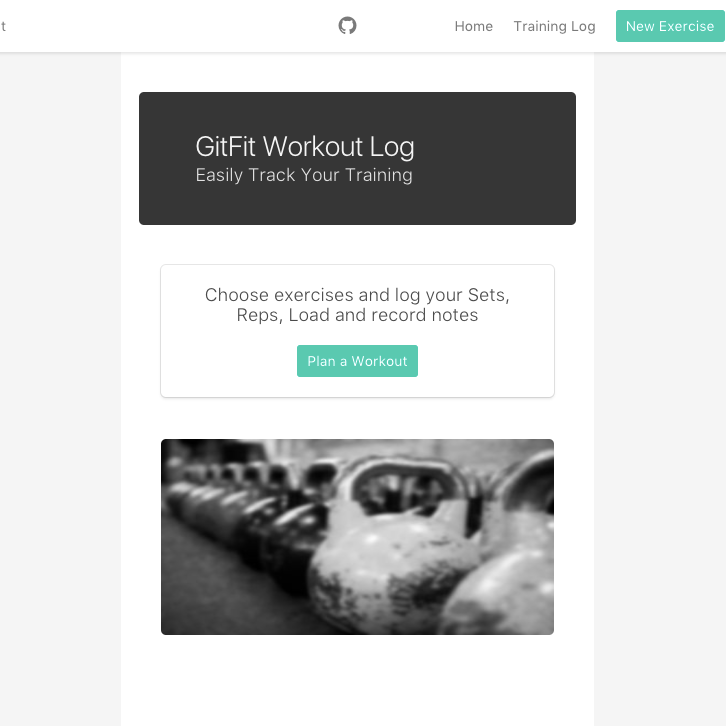 t
Home
Training Log
New Exercise
GitFit Workout Log
Easily Track Your Training
Choose exercises and log your Sets,
Reps, Load and record notes
Plan a Workout